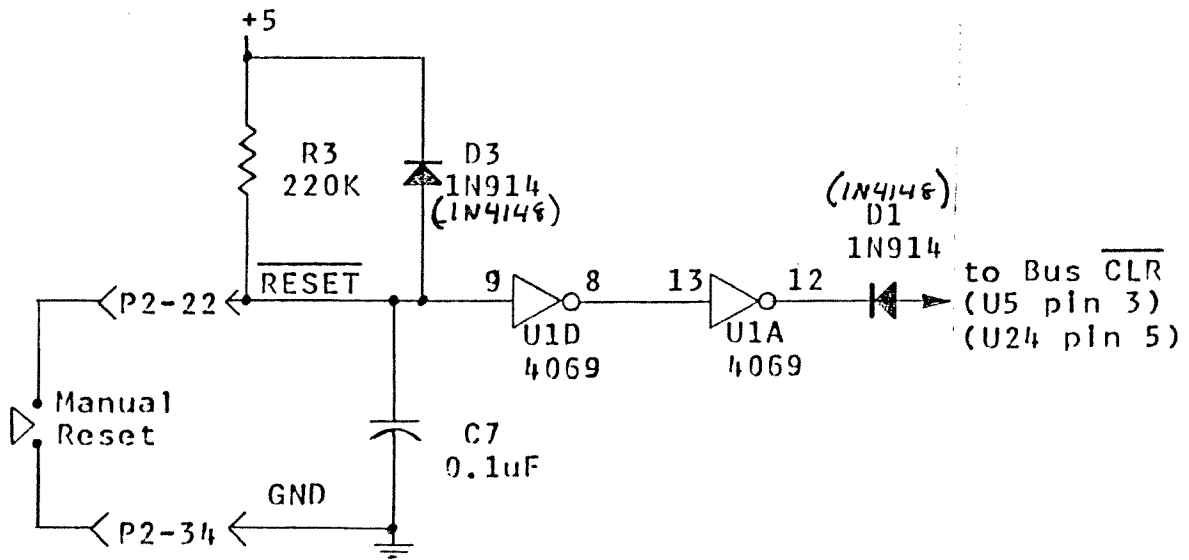 +5
R3
220K
D3
1N914
(1N4148)
(1N4148)
D1
1N914
RESET
P2-22
9
8
13
12
to Bus CLR
(U5 pin 3)
(U24 pin 5)
U1D
4069
U1A
4069
Manual
Reset
C7
0.1uF
GND
P2-34